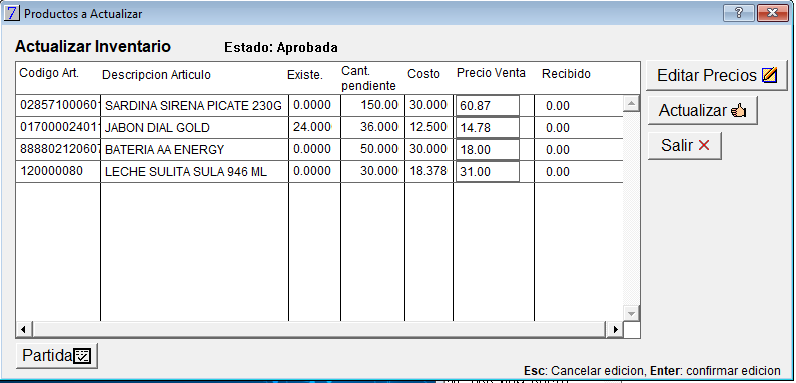 7 Productos a Actualizar ?
Actualizar Inventario Estado: Aprobada
Codigo Art. Descripcion Articulo Existe. Cant. pendiente Costo Precio Venta Recibido
028571000601 SARDINA SIRENA PICATE 230G 0.0000 150.00 30.000 60.87 0.00
017000024011 JABON DIAL GOLD 24.000 36.000 12.500 14.78 0.00
888802120607 BATERIA AA ENERGY 0.0000 50.000 30.000 18.00 0.00
120000080 LECHE SULITA SULA 946 ML 0.0000 30.000 18.378 31.00 0.00
Editar Precios
Actualizar
Salir
Partida
Esc: Cancelar edicion, Enter: confirmar edicion